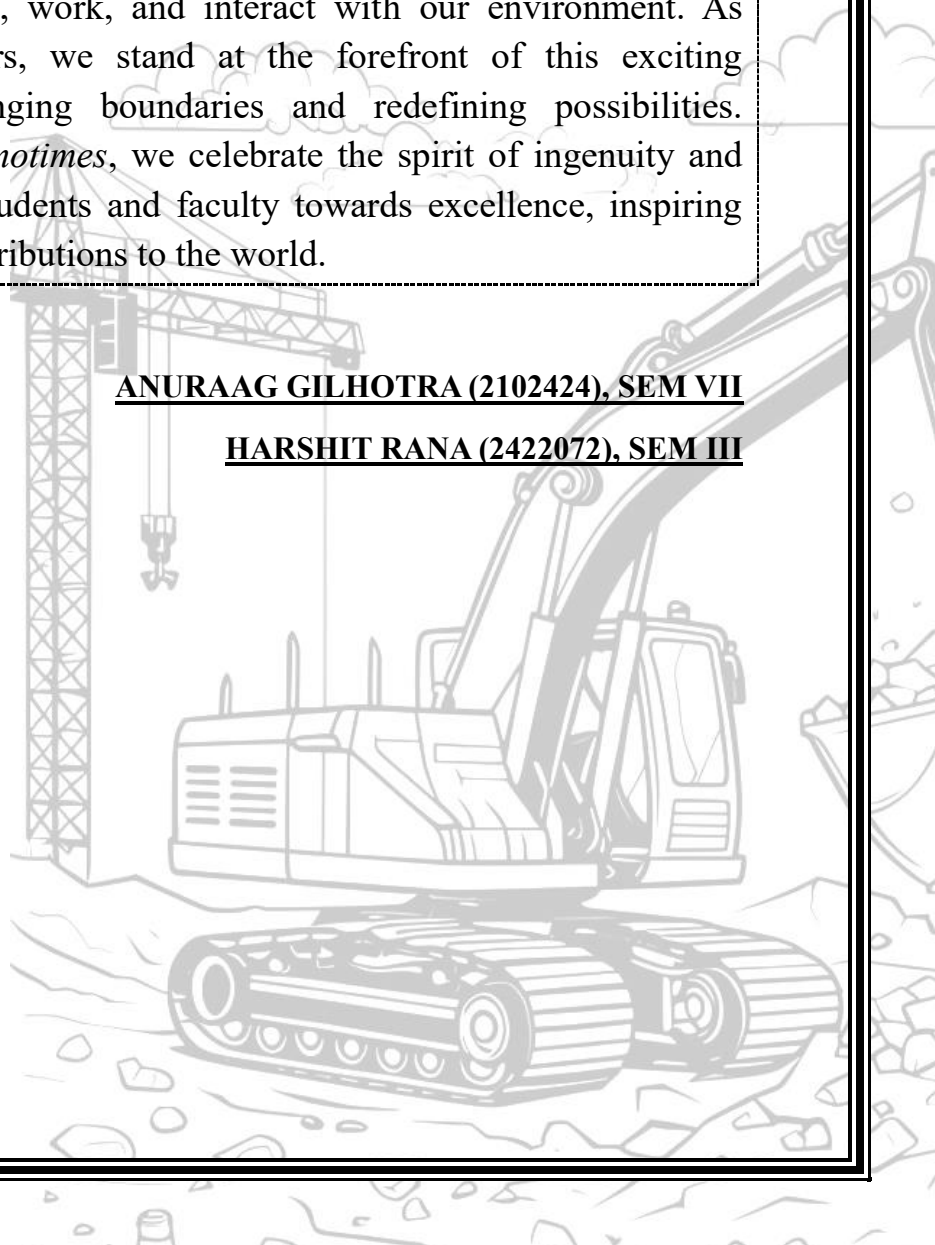 , work, and interact with our environment. As
rs, we stand at the forefront of this exciting
nging boundaries and redefining possibilities.
notimes, we celebrate the spirit of ingenuity and
udents and faculty towards excellence, inspiring
ributions to the world.
ANURAAG GILHOTRA (2102424), SEM VII
HARSHIT RANA (2422072), SEM III